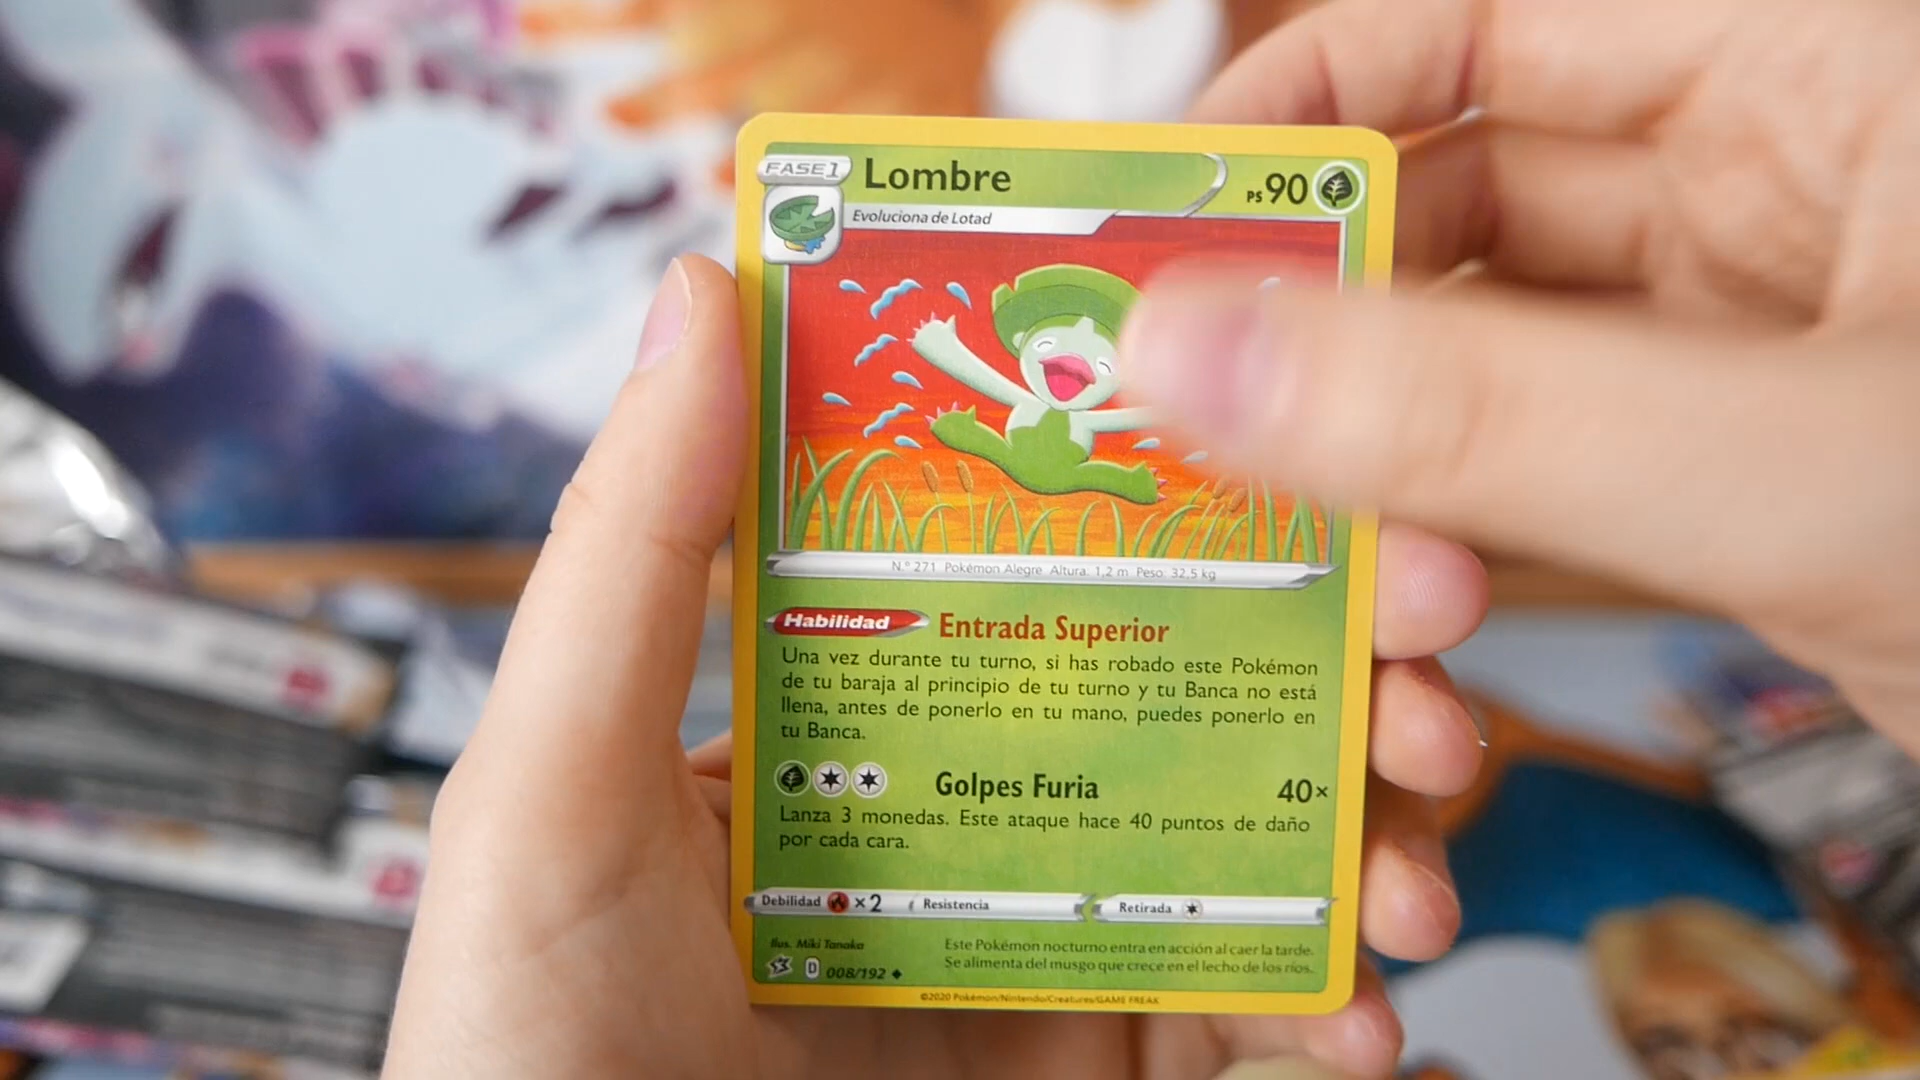 FASE 1
Lombre
PS 90
Evoluciona de Lotad
N.º 271 Pokémon Alegre Altura: 1,2 m Peso: 32,5 kg
Habilidad Entrada Superior
Una vez durante tu turno, si has robado este Pokémon
de tu baraja al principio de tu turno y tu Banca no está
llena, antes de ponerlo en tu mano, puedes ponerlo en
tu Banca.
Golpes Furia 40×
Lanza 3 monedas. Este ataque hace 40 puntos de daño
por cada cara.
Debilidad ×2 Resistencia Retirada
Ilus. Miki Tanaka
D 008/192
Este Pokémon nocturno entra en acción al caer la tarde.
Se alimenta del musgo que crece en el lecho de los ríos.
©2020 Pokémon/Nintendo/Creatures/GAME FREAK